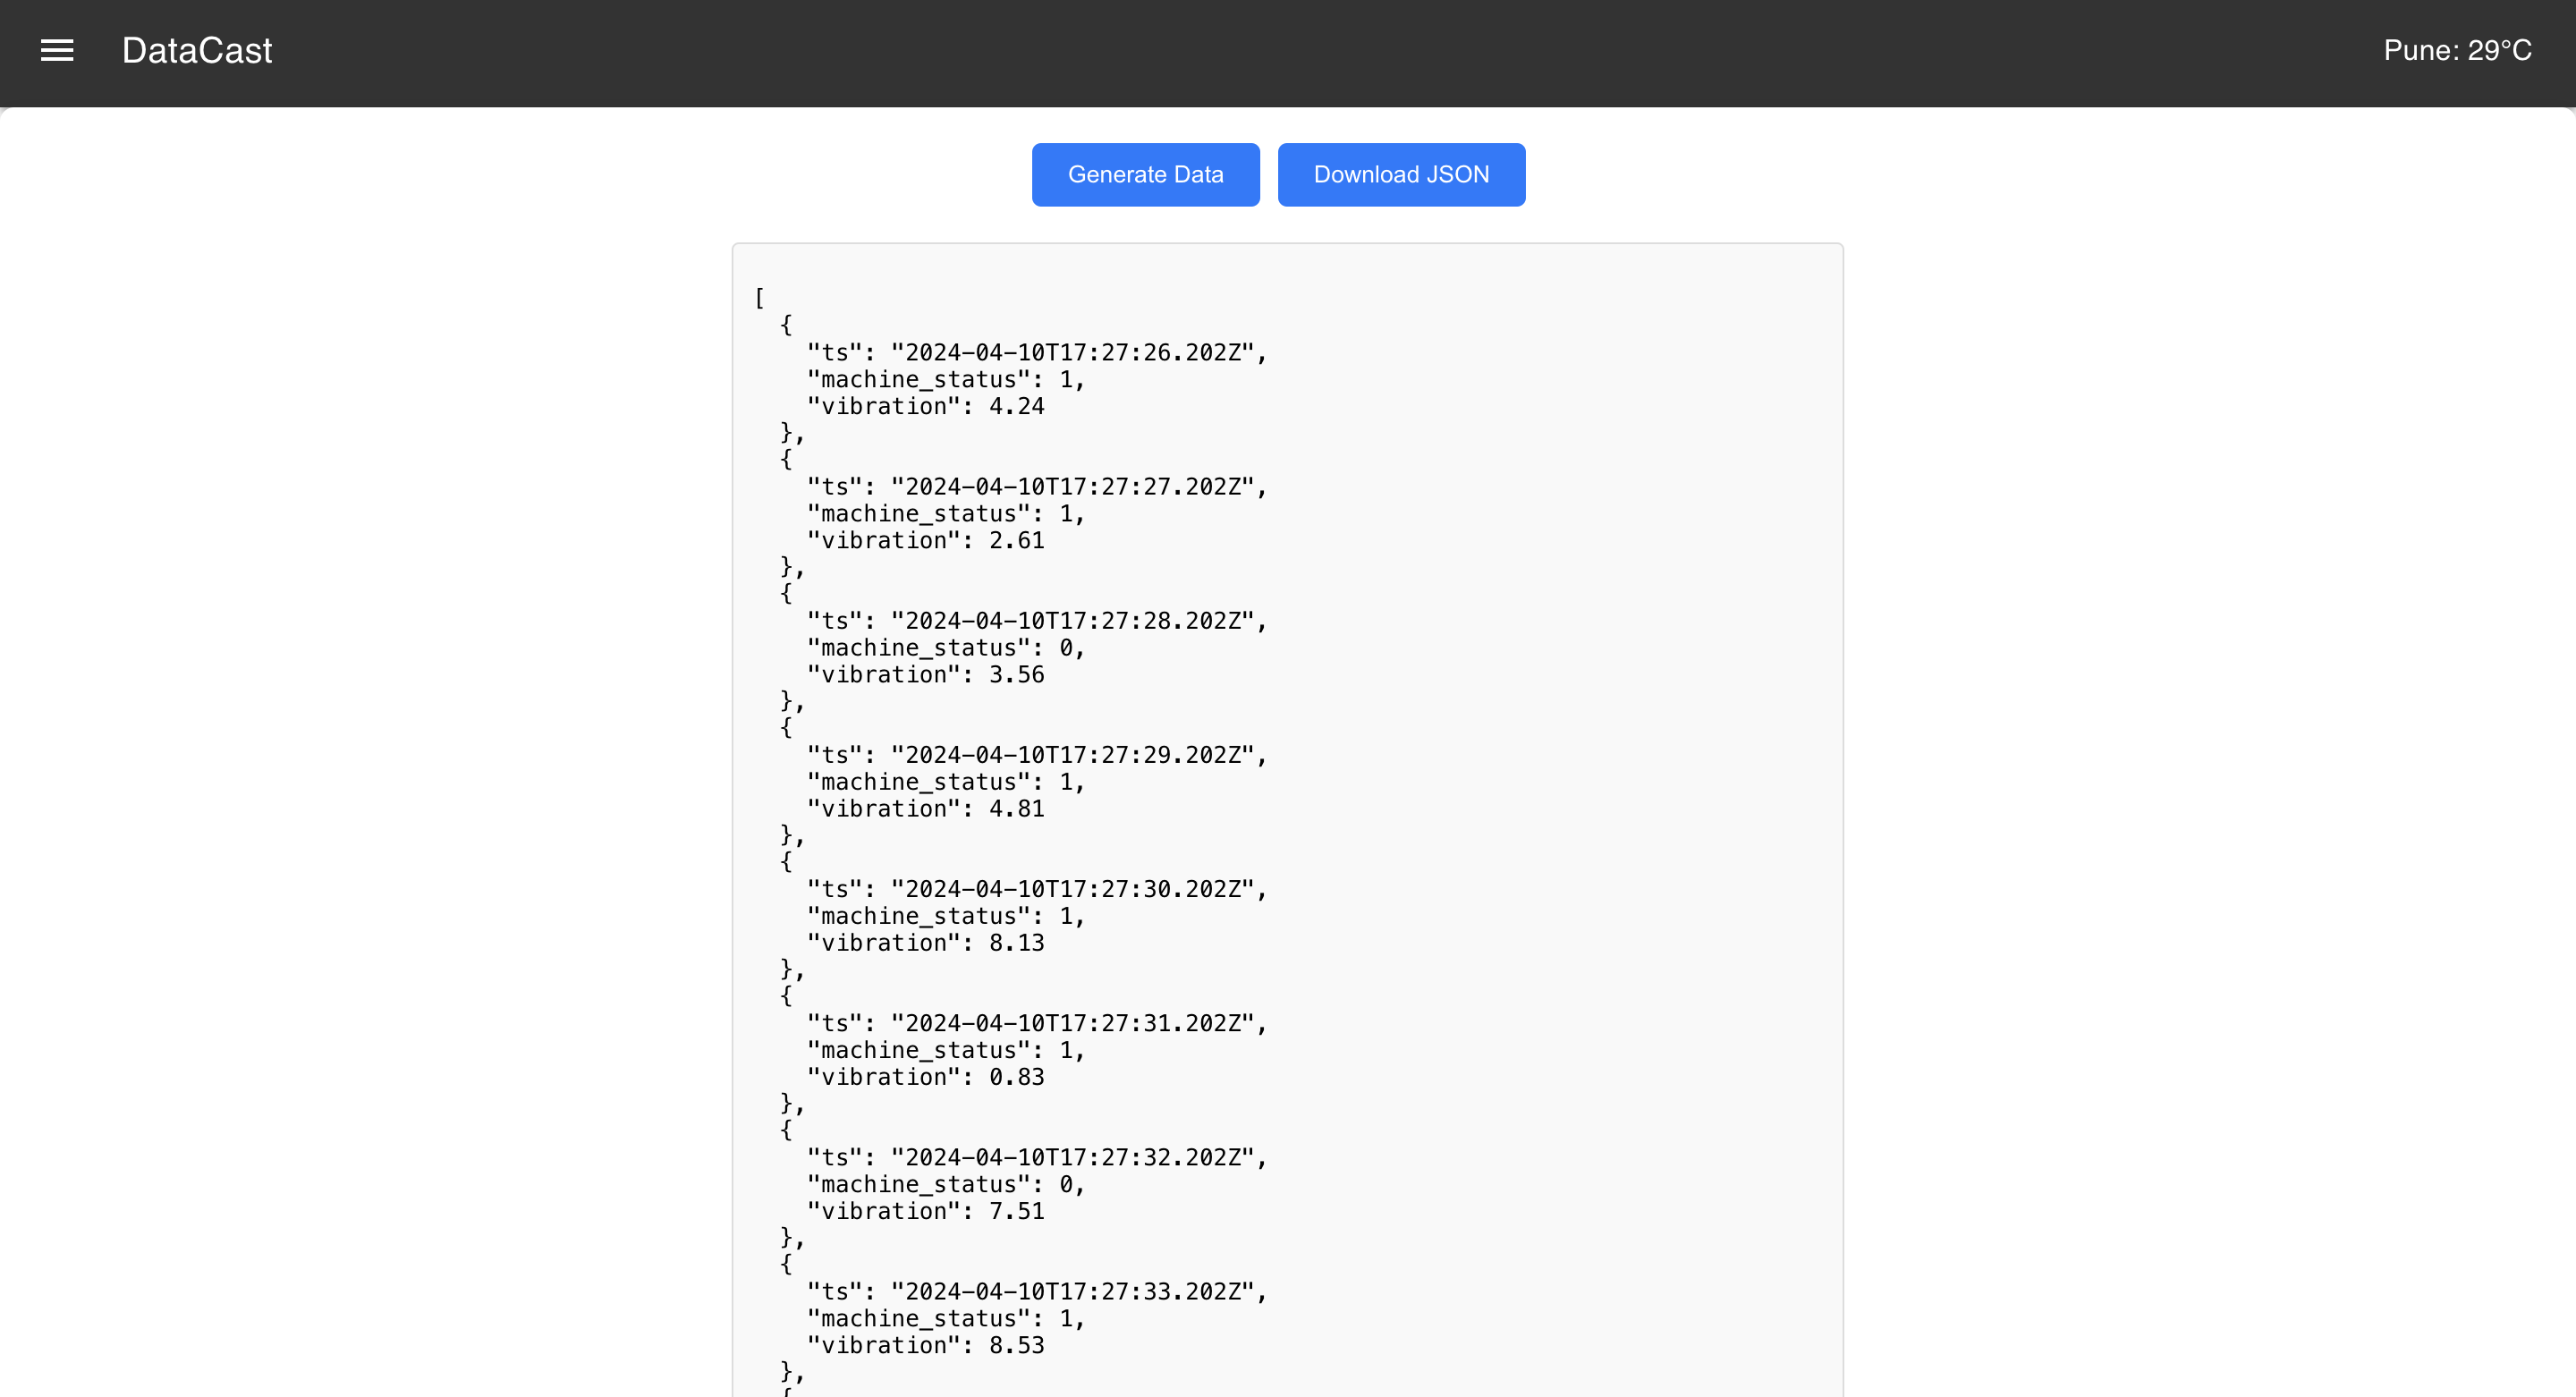 DataCast
Pune: 29°C
Generate Data
Download JSON
[
  {
    "ts": "2024-04-10T17:27:26.202Z",
    "machine_status": 1,
    "vibration": 4.24
  },
  {
    "ts": "2024-04-10T17:27:27.202Z",
    "machine_status": 1,
    "vibration": 2.61
  },
  {
    "ts": "2024-04-10T17:27:28.202Z",
    "machine_status": 0,
    "vibration": 3.56
  },
  {
    "ts": "2024-04-10T17:27:29.202Z",
    "machine_status": 1,
    "vibration": 4.81
  },
  {
    "ts": "2024-04-10T17:27:30.202Z",
    "machine_status": 1,
    "vibration": 8.13
  },
  {
    "ts": "2024-04-10T17:27:31.202Z",
    "machine_status": 1,
    "vibration": 0.83
  },
  {
    "ts": "2024-04-10T17:27:32.202Z",
    "machine_status": 0,
    "vibration": 7.51
  },
  {
    "ts": "2024-04-10T17:27:33.202Z",
    "machine_status": 1,
    "vibration": 8.53
  },
  {